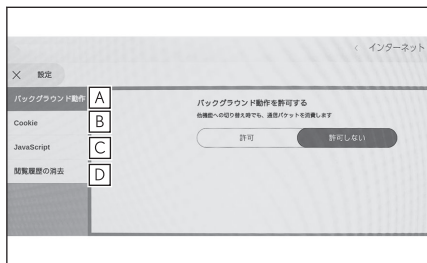 < インターネット
× 設定
バックグラウンド動作 A
Cookie B
JavaScript C
閲覧履歴の消去 D
バックグラウンド動作を許可する
他機能への切り替え時でも、通信パケットを消費します
許可 許可しない